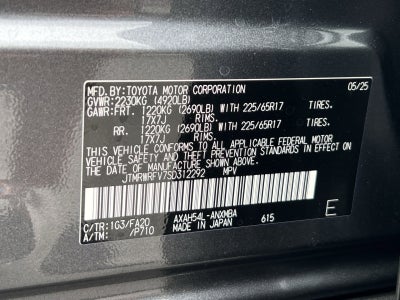 MFD.BY:TOYOTA MOTOR CORPORATION 05/25
GVWR:2230KG (4920LB)
GAWR:FRT. 1220KG (2690LB) WITH 225/65R17 TIRES.
17X7J RIMS.
RR. 1220KG (2690LB) WITH 225/65R17 TIRES.
17X7J RIMS.
THIS VEHICLE CONFORMS TO ALL APPLICABLE
FEDERAL MOTOR VEHICLE SAFETY STANDARDS IN EFFECT ON
THE DATE OF MANUFACTURE SHOWN ABOVE.
JTMRWRFV7SD312292 MPV
C/TR:1G3/FA20 AXAH54L-ANXMBA 615
A/TM: /P710 MADE IN JAPAN E